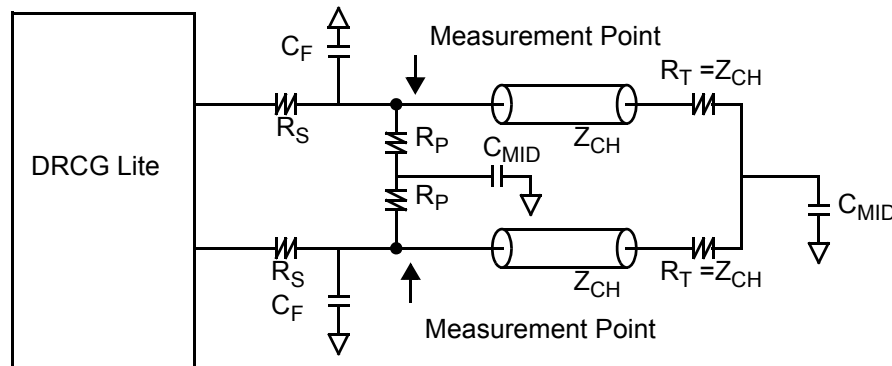 C_F
Measurement Point
R_T =Z_CH
R_S
Z_CH
DRCG Lite
R_P
C_MID
R_P
C_MID
R_S
Z_CH
R_T =Z_CH
C_F
Measurement Point